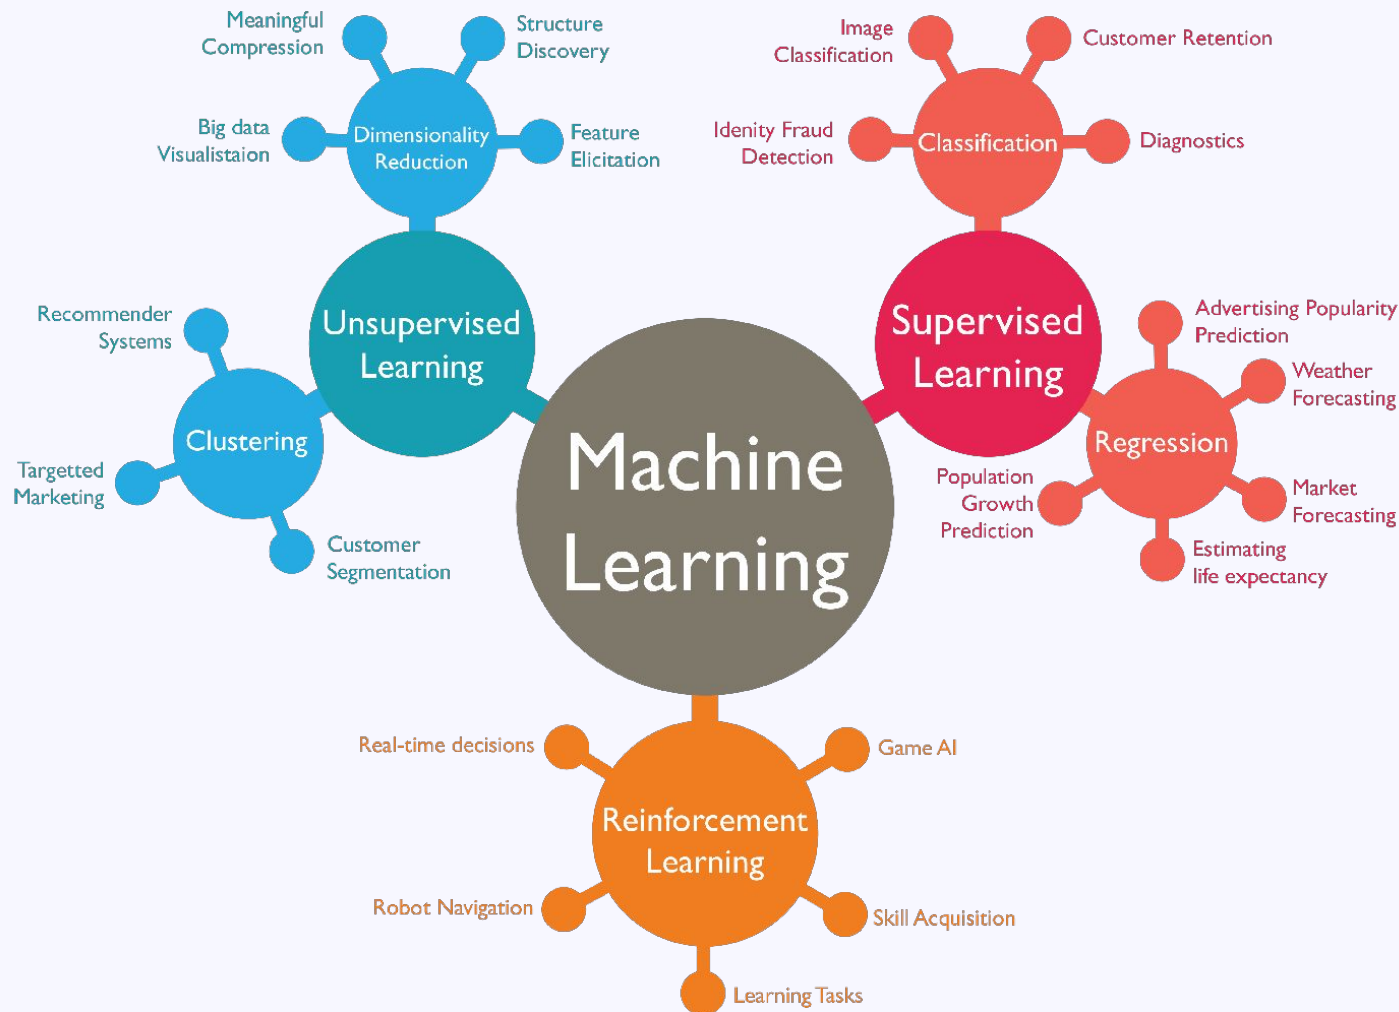 Meaningful
Compression
Structure
Discovery
Big data
Visualistaion
Dimensionality
Reduction
Feature
Elicitation
Image
Classification
Customer Retention
Idenity Fraud
Detection
Classification
Diagnostics
Unsupervised
Learning
Supervised
Learning
Recommender
Systems
Clustering
Targetted
Marketing
Customer
Segmentation
Machine
Learning
Advertising Popularity
Prediction
Weather
Forecasting
Regression
Population
Growth
Prediction
Market
Forecasting
Estimating
life expectancy
Real-time decisions
Game AI
Reinforcement
Learning
Robot Navigation
Skill Acquisition
Learning Tasks